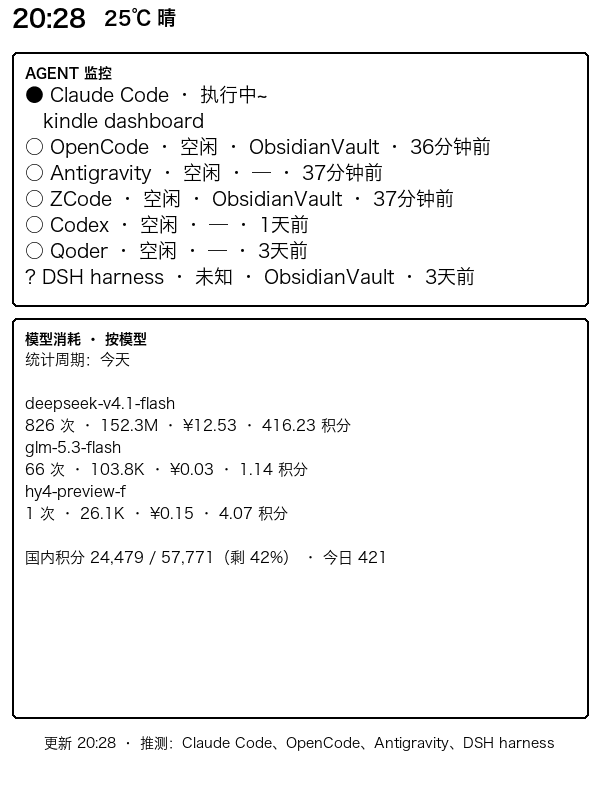 20:28 25℃ 晴
AGENT 监控
● Claude Code · 执行中~
kindle dashboard
○ OpenCode · 空闲 · ObsidianVault · 36分钟前
○ Antigravity · 空闲 · — · 37分钟前
○ ZCode · 空闲 · ObsidianVault · 37分钟前
○ Codex · 空闲 · — · 1天前
○ Qoder · 空闲 · — · 3天前
? DSH harness · 未知 · ObsidianVault · 3天前
模型消耗 · 按模型
统计周期：今天
deepseek-v4.1-flash
826 次 · 152.3M · ¥12.53 · 416.23 积分
glm-5.3-flash
66 次 · 103.8K · ¥0.03 · 1.14 积分
hy4-preview-f
1 次 · 26.1K · ¥0.15 · 4.07 积分
国内积分 24,479 / 57,771（剩 42%） · 今日 421
更新 20:28 · 推测：Claude Code、OpenCode、Antigravity、DSH harness